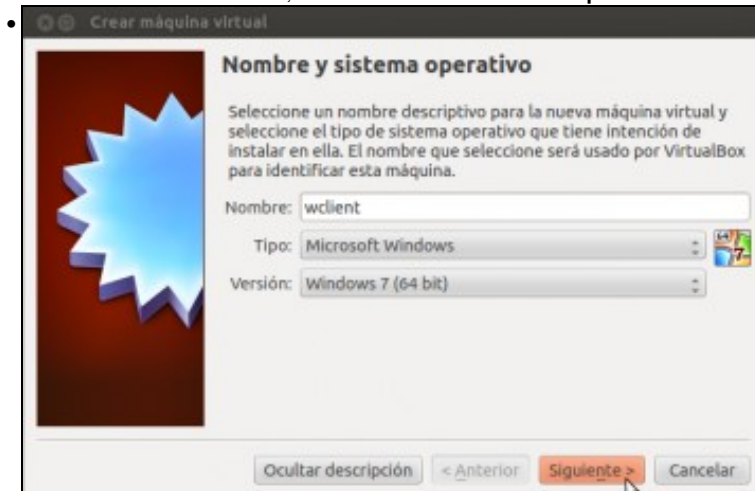 Crear máquina virtual
Nombre y sistema operativo
Seleccione un nombre descriptivo para la nueva máquina virtual y
seleccione el tipo de sistema operativo que tiene intención de
instalar en ella. El nombre que seleccione será usado por VirtualBox
para identificar esta máquina.
Nombre: wclient
Tipo: Microsoft Windows
Versión: Windows 7 (64 bit)
Ocultar descripción < Anterior Siguiente > Cancelar